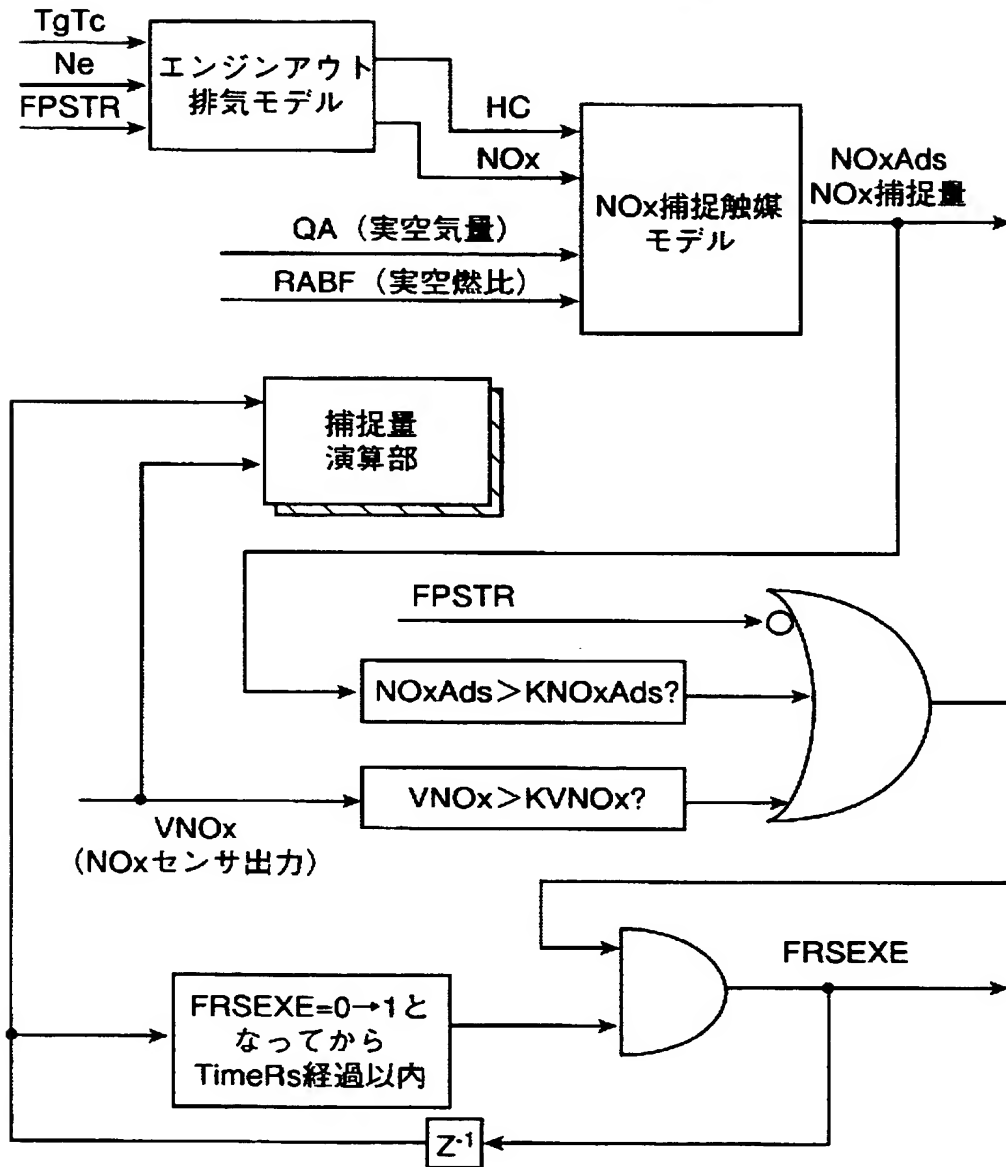 TgTc
Ne
FPSTR
エンジンアウト
排気モデル
HC
NOx
QA（実空気量）
RABF（実空燃比）
NOx捕捉触媒
モデル
NOxAds
NOx捕捉量
捕捉量
演算部
FPSTR
NOxAds＞KNOxAds?
VNOx＞KVNOx?
VNOx
（NOxセンサ出力）
FRSEXE=0→1と
なってから
TimeRs経過以内
FRSEXE
Z⁻¹